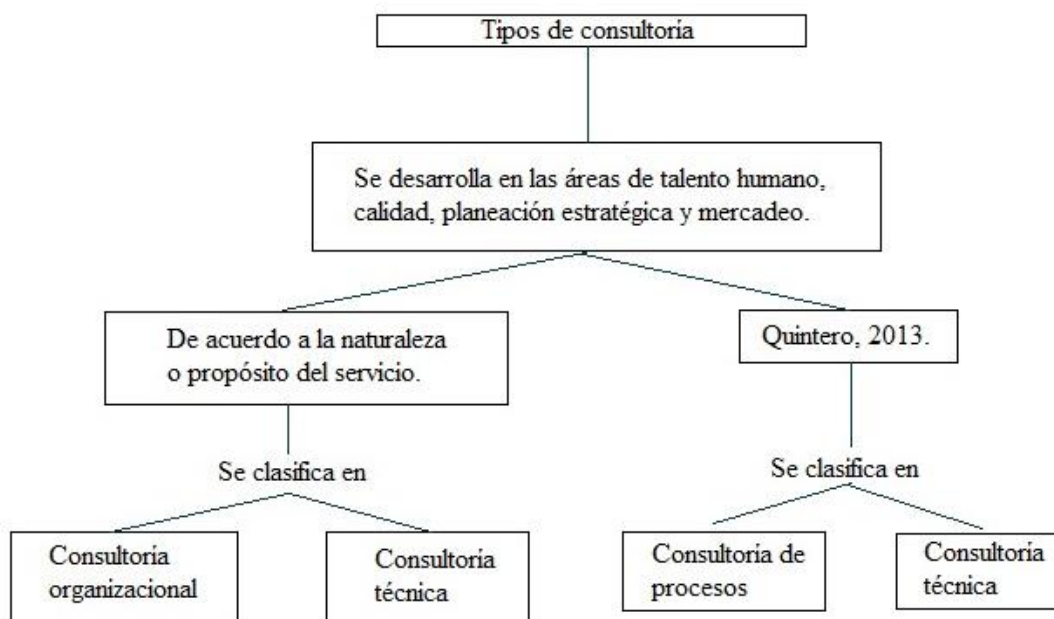 Tipos de consultoría
Se desarrolla en las áreas de talento humano,
calidad, planeación estratégica y mercadeo.
De acuerdo a la naturaleza
o propósito del servicio.
Quintero, 2013.
Se clasifica en
Se clasifica en
Consultoría
organizacional
Consultoría
técnica
Consultoría de
procesos
Consultoría
técnica